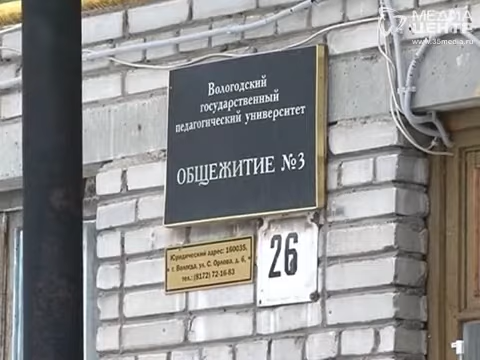 МЕДИА
ЦЕНТР
www.35media.ru
Вологодский
государственный
педагогический университет
ОБЩЕЖИТИЕ №3
Юридический адрес: 160035,
г. Вологда, ул. С. Орлова, д. 6,
тел.: (8172) 72-16-83
26
1